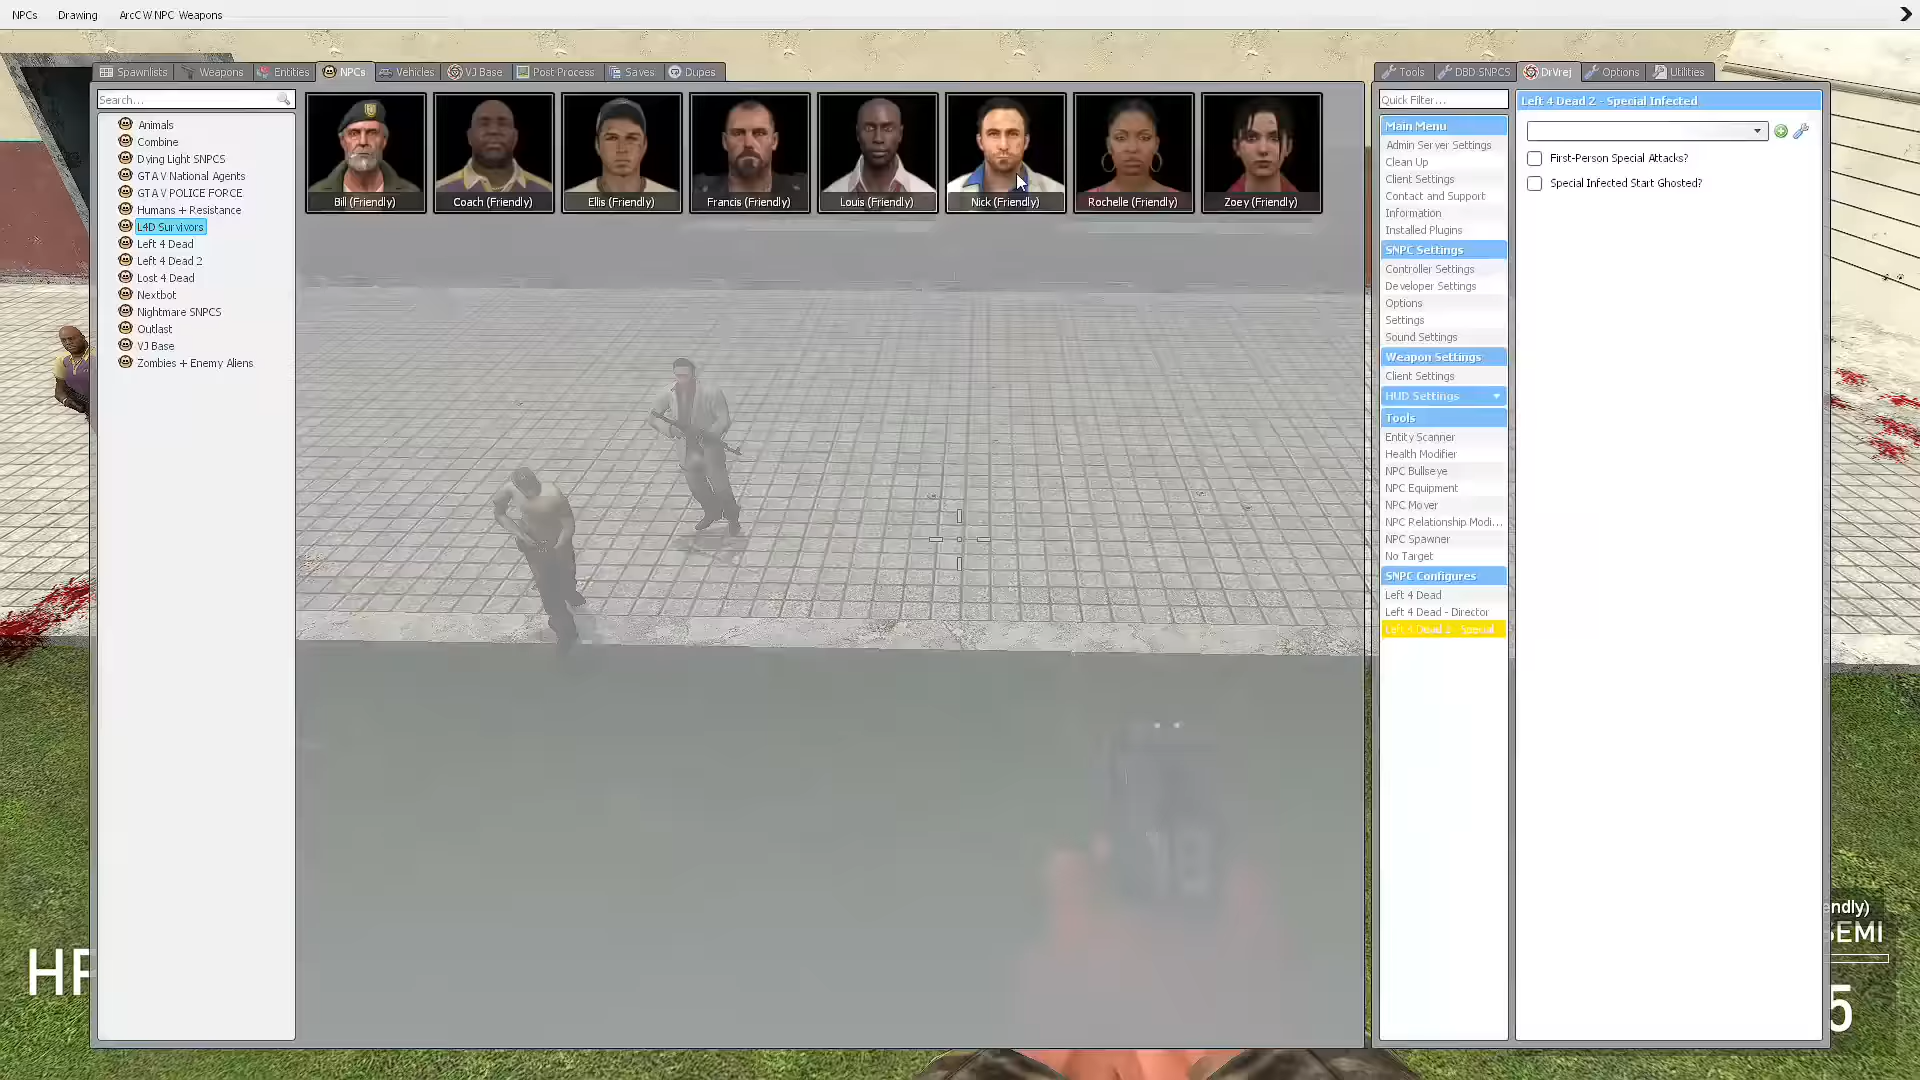 NPCs Drawing ArcCW NPC Weapons
Spawnlists Weapons Entities NPCs Vehicles VJ Base Post Process Saves Dupes
Tools DBD SNPCS DrVrej Options Utilities
Search...
Animals
Combine
Dying Light SNPCS
GTA V National Agents
GTA V POLICE FORCE
Humans + Resistance
L4D Survivors
Left 4 Dead
Left 4 Dead 2
Lost 4 Dead
Nextbot
Nightmare SNPCS
Outlast
VJ Base
Zombies + Enemy Aliens
Bill (Friendly) Coach (Friendly) Ellis (Friendly) Francis (Friendly) Louis (Friendly) Nick (Friendly) Rochelle (Friendly) Zoey (Friendly)
Quick Filter...
Main Menu
Admin Server Settings
Clean Up
Client Settings
Contact and Support
Information
Installed Plugins
SNPC Settings
Controller Settings
Developer Settings
Options
Settings
Sound Settings
Weapon Settings
Client Settings
HUD Settings
Tools
Entity Scanner
Health Modifier
NPC Bullseye
NPC Equipment
NPC Mover
NPC Relationship Modi...
NPC Spawner
No Target
SNPC Configures
Left 4 Dead
Left 4 Dead - Director
Left 4 Dead 2 - Special
Left 4 Dead 2 - Special Infected
First-Person Special Attacks?
Special Infected Start Ghosted?
endly)
SEMI
HP
5